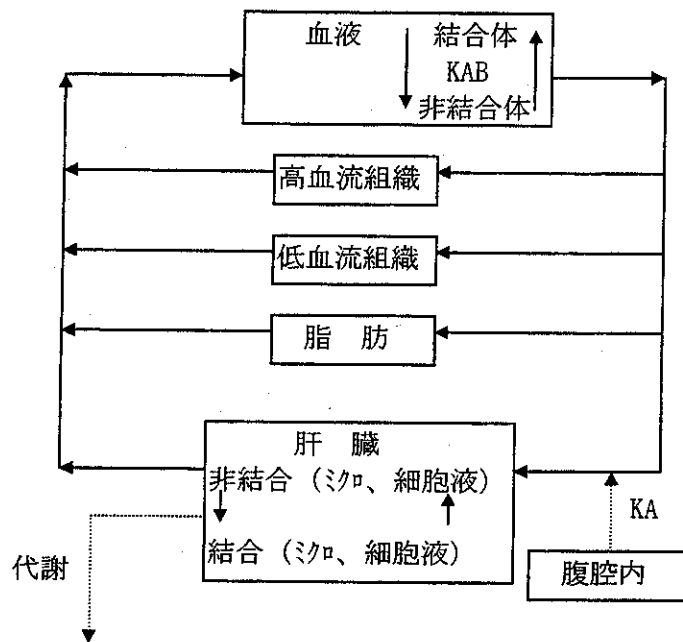 血液 結合体
KAB
非結合体
高血流組織
低血流組織
脂 肪
肝 臓
非結合（ミクロ、細胞液）
結合（ミクロ、細胞液）
KA
代謝
腹腔内